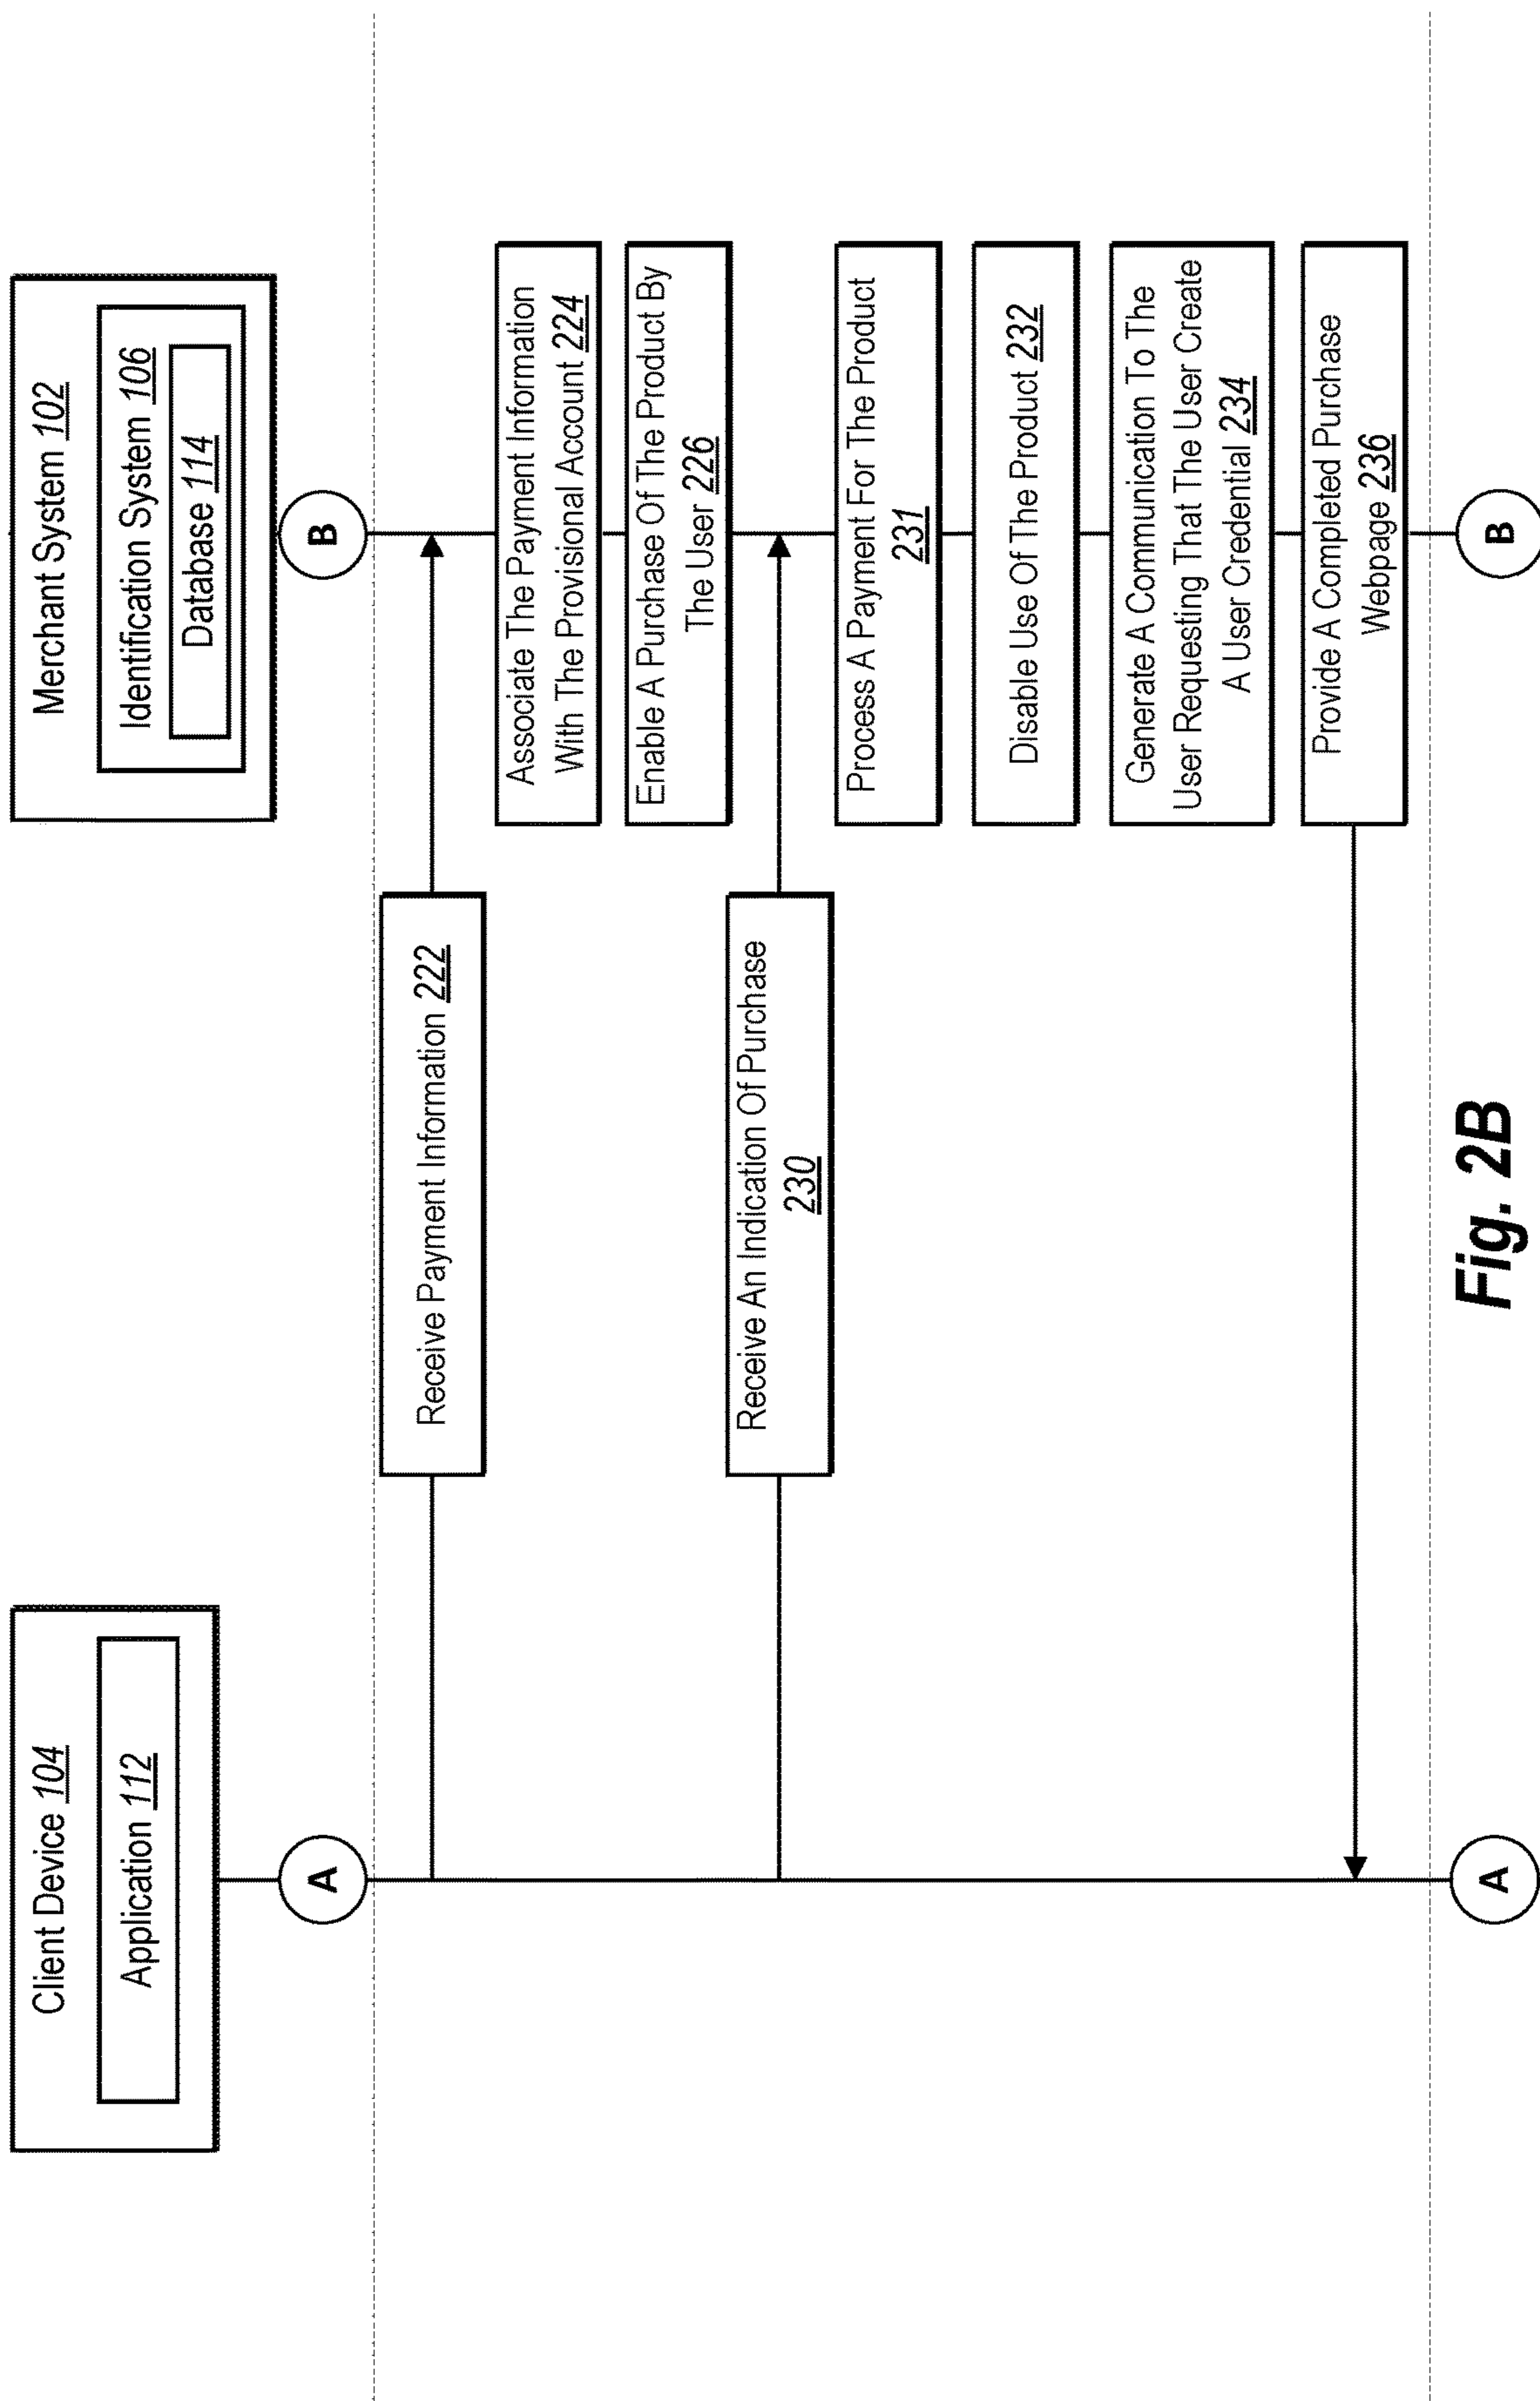 Client Device 104
Application 112
Merchant System 102
Identification System 106
Database 114
A
B
Receive Payment Information 222
Associate The Payment Information
With The Provisional Account 224
Enable A Purchase Of The Product By
The User 226
Receive An Indication Of Purchase
230
Process A Payment For The Product
231
Disable Use Of The Product 232
Generate A Communication To The
User Requesting That The User Create
A User Credential 234
Provide A Completed Purchase
Webpage 236
A
B
Fig. 2B